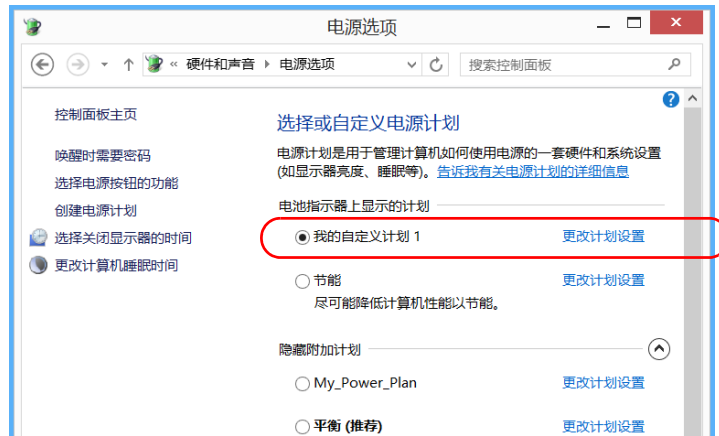 电源选项
« 硬件和声音 ▸ 电源选项
搜索控制面板
控制面板主页
唤醒时需要密码
选择电源按钮的功能
创建电源计划
选择关闭显示器的时间
更改计算机睡眠时间
选择或自定义电源计划
电源计划是用于管理计算机如何使用电源的一套硬件和系统设置
(如显示器亮度、睡眠等)。告诉我有关电源计划的详细信息
电池指示器上显示的计划
我的自定义计划 1 更改计划设置
节能 更改计划设置
尽可能降低计算机性能以节能。
隐藏附加计划
My_Power_Plan 更改计划设置
平衡 (推荐) 更改计划设置